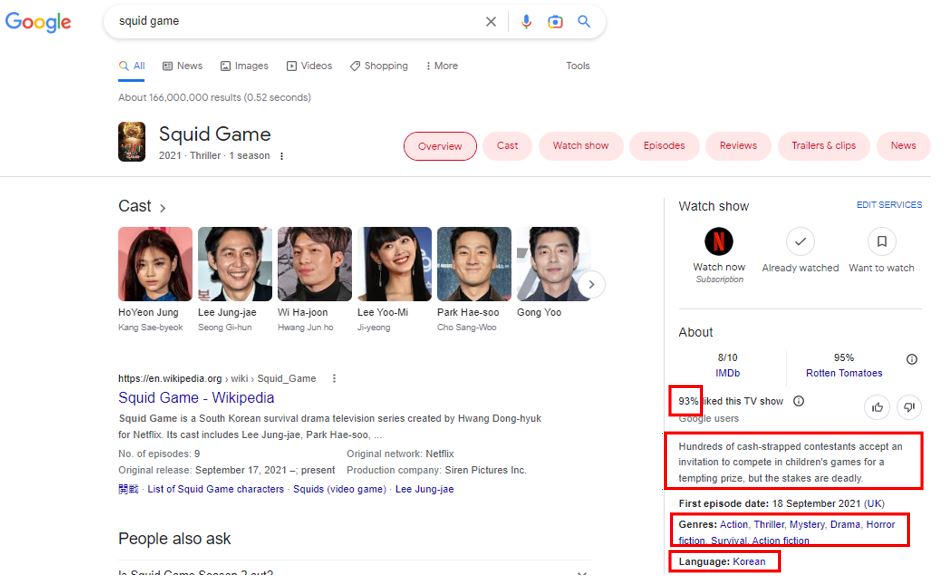 Google
squid game
All News Images Videos Shopping More Tools
About 166,000,000 results (0.52 seconds)
Squid Game
2021 · Thriller · 1 season
Overview Cast Watch show Episodes Reviews Trailers & clips News
Cast
HoYeon Jung Lee Jung-jae Wi Ha-joon Lee Yoo-Mi Park Hae-soo Gong Yoo
Kang Sae-byeok Seong Gi-hun Hwang Jun ho Ji-yeong Cho Sang-Woo
https://en.wikipedia.org › wiki › Squid_Game
Squid Game - Wikipedia
Squid Game is a South Korean survival drama television series created by Hwang Dong-hyuk
for Netflix. Its cast includes Lee Jung-jae, Park Hae-soo, ...
No. of episodes: 9 Original network: Netflix
Original release: September 17, 2021 –; present Production company: Siren Pictures Inc.
List of Squid Game characters · Squids (video game) · Lee Jung-jae
People also ask
Is Squid Game Season 2 out?
Watch show EDIT SERVICES
N
Watch now Already watched Want to watch
Subscription
About
8/10 95%
IMDb Rotten Tomatoes
93% liked this TV show
Google users
Hundreds of cash-strapped contestants accept an
invitation to compete in children's games for a
tempting prize, but the stakes are deadly.
First episode date: 18 September 2021 (UK)
Genres: Action, Thriller, Mystery, Drama, Horror
fiction, Survival, Action fiction
Language: Korean